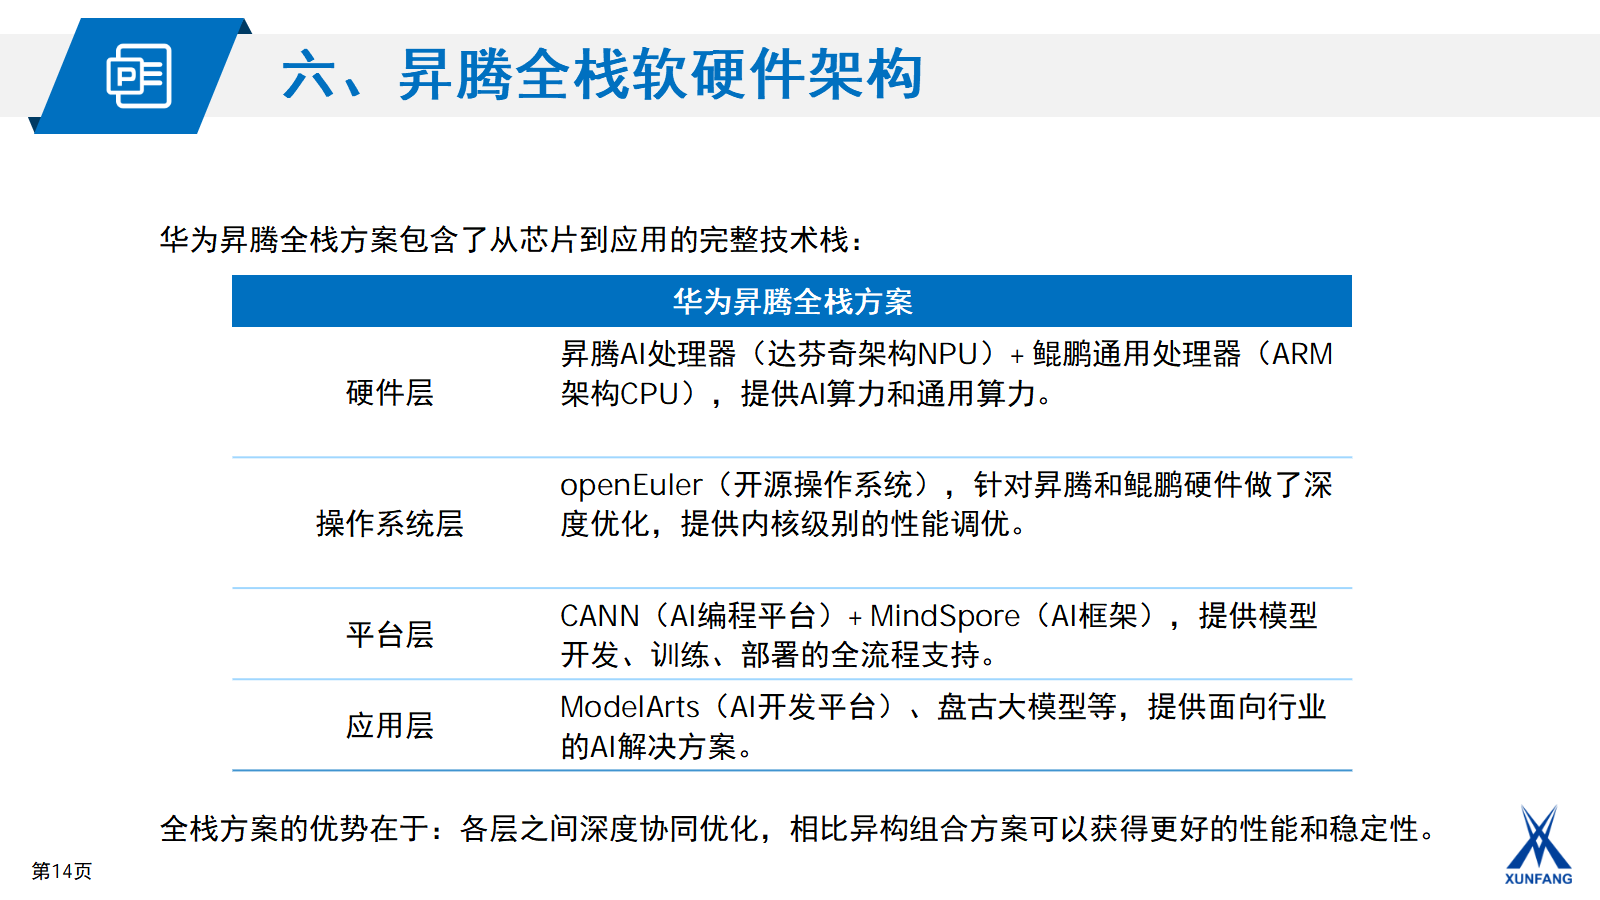 六、昇腾全栈软硬件架构
华为昇腾全栈方案包含了从芯片到应用的完整技术栈：
华为昇腾全栈方案
硬件层
昇腾AI处理器（达芬奇架构NPU）+ 鲲鹏通用处理器（ARM
架构CPU），提供AI算力和通用算力。
操作系统层
openEuler（开源操作系统），针对昇腾和鲲鹏硬件做了深
度优化，提供内核级别的性能调优。
平台层
CANN（AI编程平台）+ MindSpore（AI框架），提供模型
开发、训练、部署的全流程支持。
应用层
ModelArts（AI开发平台）、盘古大模型等，提供面向行业
的AI解决方案。
全栈方案的优势在于：各层之间深度协同优化，相比异构组合方案可以获得更好的性能和稳定性。
第14页
XUNFANG